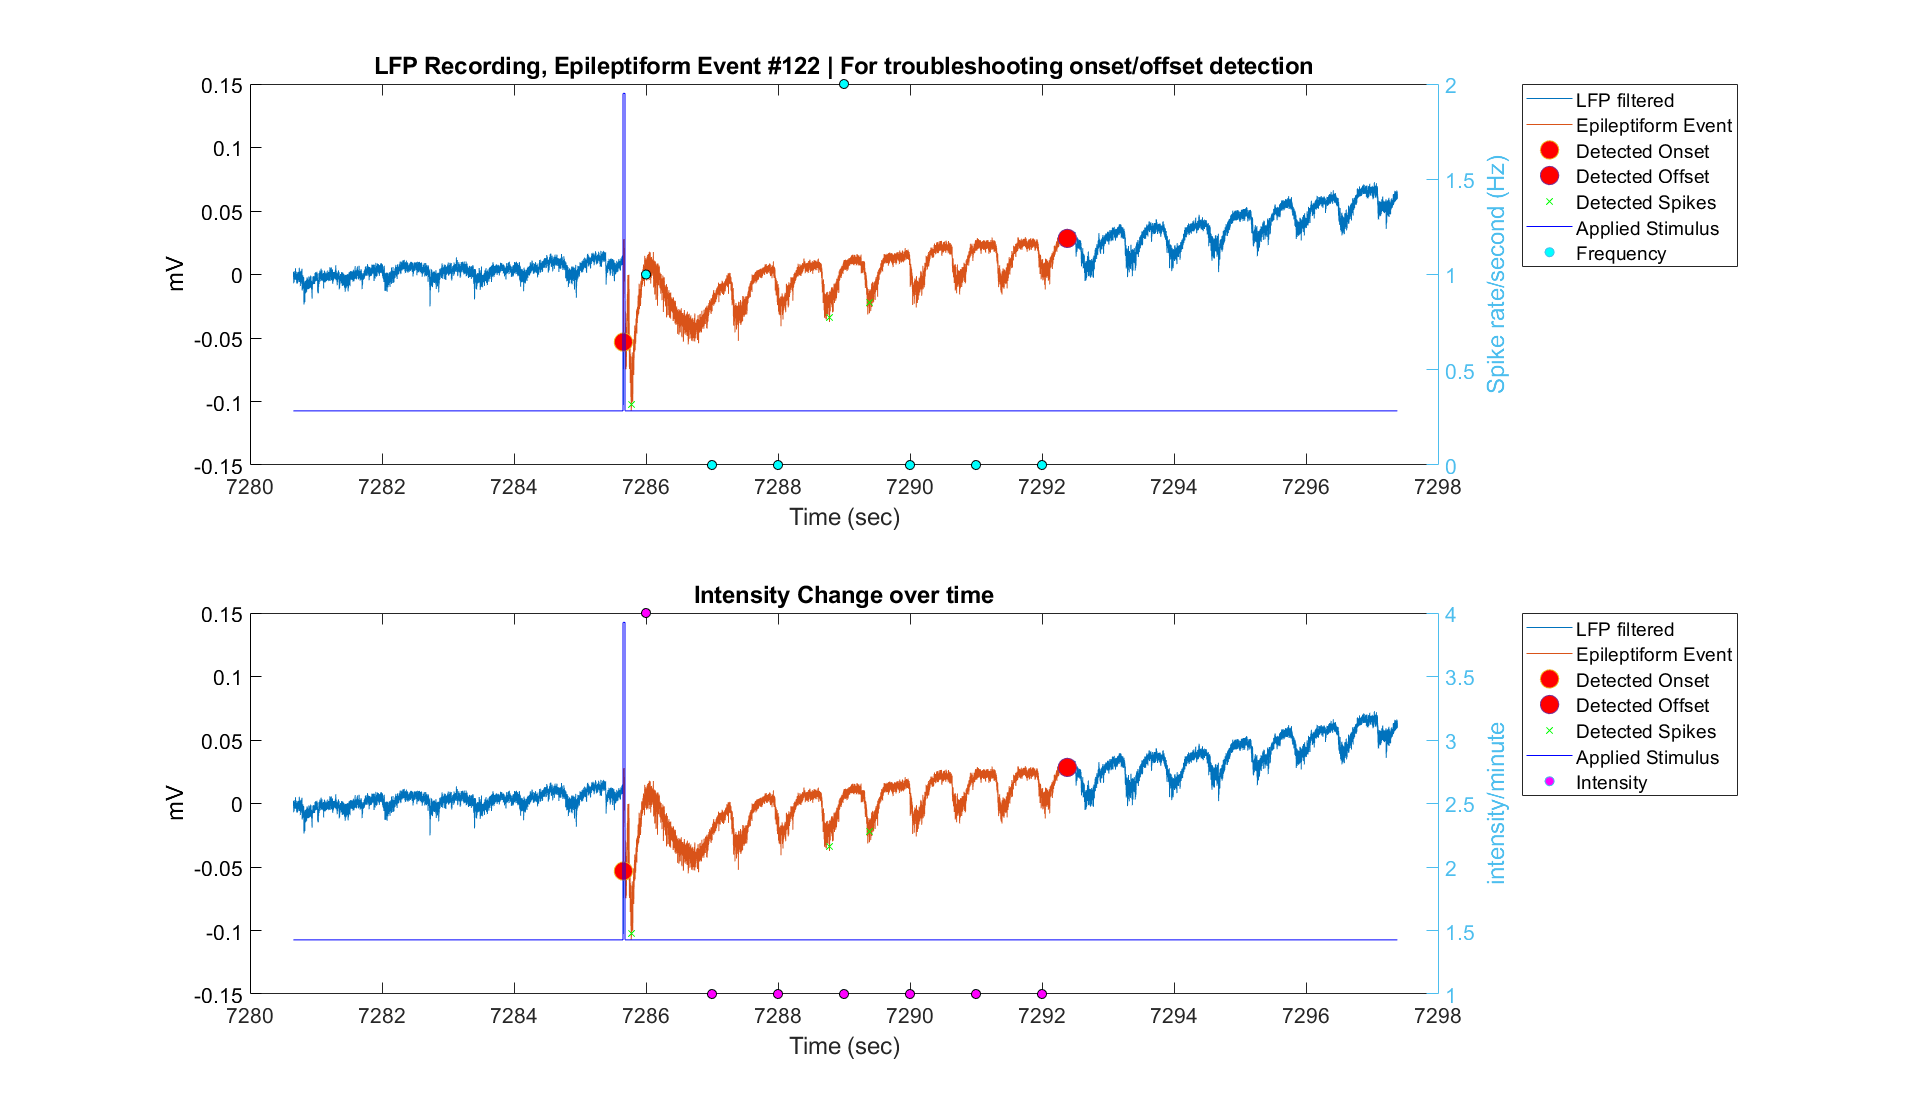 LFP Recording, Epileptiform Event #122 | For troubleshooting onset/offset detection
0.15
0.1
0.05
0
-0.05
-0.1
-0.15
mV
7280 7282 7284 7286 7288 7290 7292 7294 7296 7298
Time (sec)
2
1.5
1
0.5
0
Spike rate/second (Hz)
LFP filtered
Epileptiform Event
Detected Onset
Detected Offset
Detected Spikes
Applied Stimulus
Frequency
Intensity Change over time
0.15
0.1
0.05
0
-0.05
-0.1
-0.15
mV
7280 7282 7284 7286 7288 7290 7292 7294 7296 7298
Time (sec)
4
3.5
3
2.5
2
1.5
1
intensity/minute
LFP filtered
Epileptiform Event
Detected Onset
Detected Offset
Detected Spikes
Applied Stimulus
Intensity